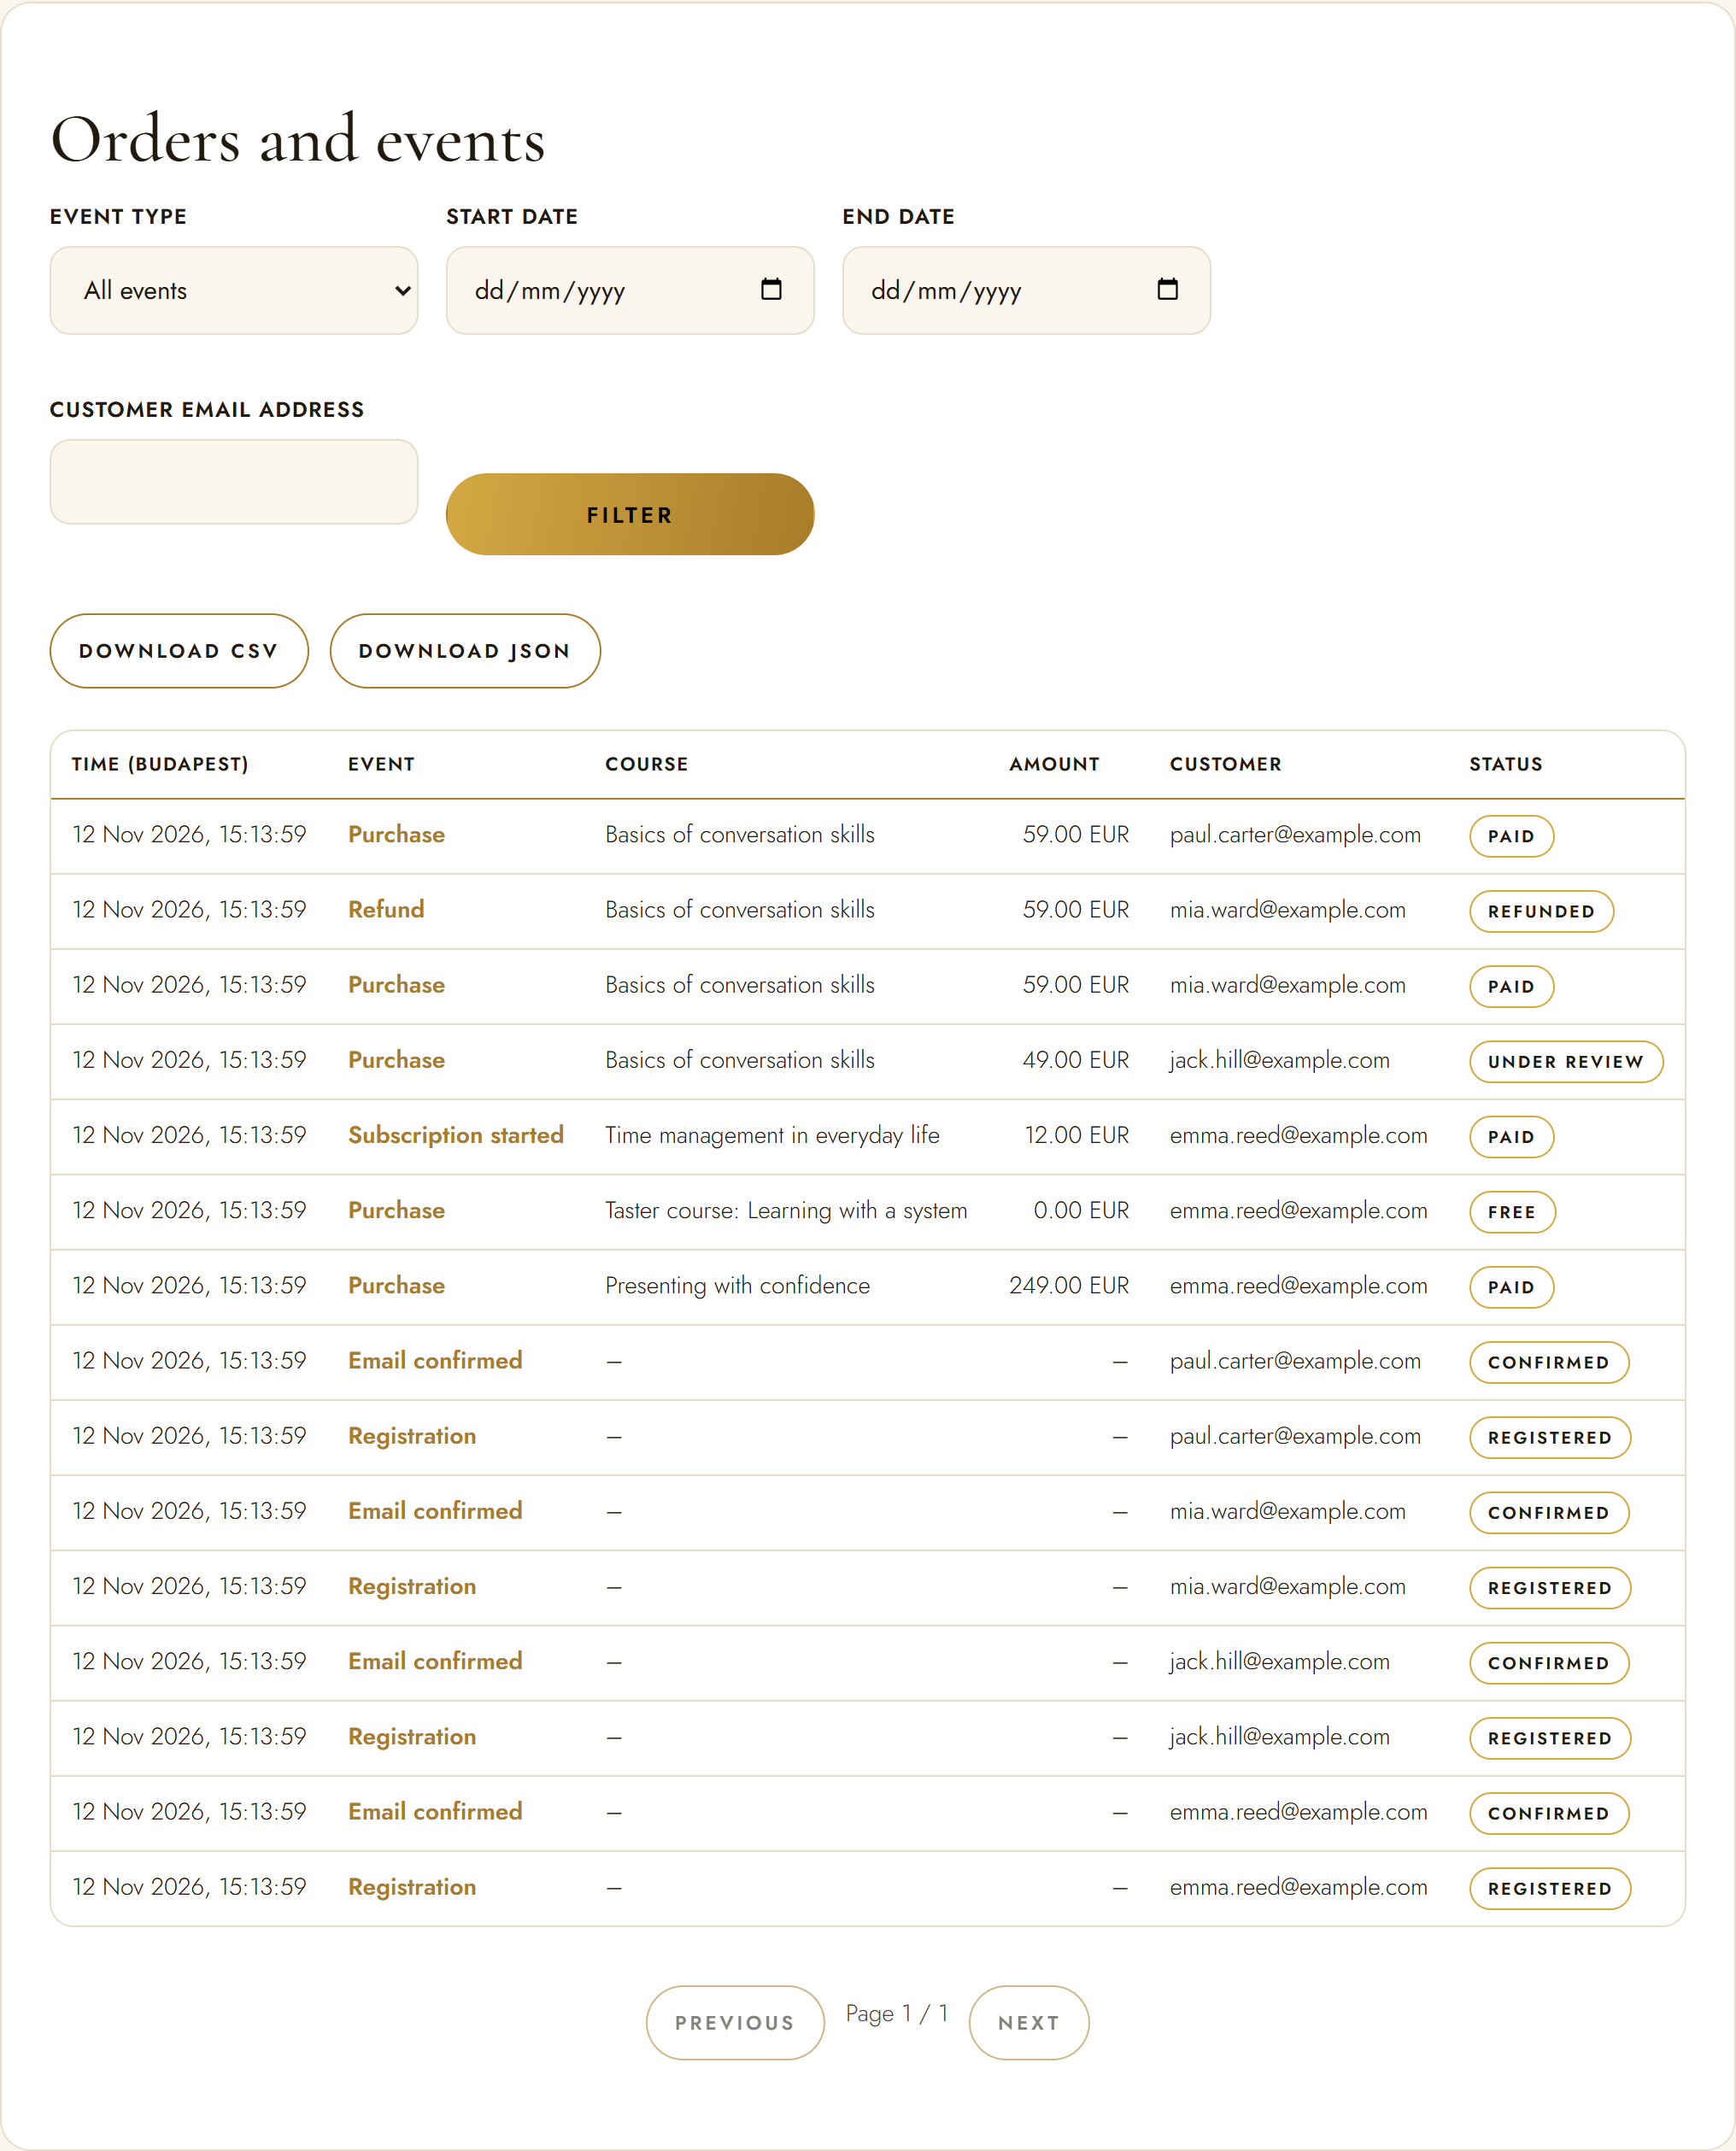 Orders and events
EVENT TYPE START DATE END DATE
All events dd/mm/yyyy dd/mm/yyyy
CUSTOMER EMAIL ADDRESS
FILTER
DOWNLOAD CSV DOWNLOAD JSON
TIME (BUDAPEST) EVENT COURSE AMOUNT CUSTOMER STATUS
12 Nov 2026, 15:13:59 Purchase Basics of conversation skills 59.00 EUR paul.carter@example.com PAID
12 Nov 2026, 15:13:59 Refund Basics of conversation skills 59.00 EUR mia.ward@example.com REFUNDED
12 Nov 2026, 15:13:59 Purchase Basics of conversation skills 59.00 EUR mia.ward@example.com PAID
12 Nov 2026, 15:13:59 Purchase Basics of conversation skills 49.00 EUR jack.hill@example.com UNDER REVIEW
12 Nov 2026, 15:13:59 Subscription started Time management in everyday life 12.00 EUR emma.reed@example.com PAID
12 Nov 2026, 15:13:59 Purchase Taster course: Learning with a system 0.00 EUR emma.reed@example.com FREE
12 Nov 2026, 15:13:59 Purchase Presenting with confidence 249.00 EUR emma.reed@example.com PAID
12 Nov 2026, 15:13:59 Email confirmed – – paul.carter@example.com CONFIRMED
12 Nov 2026, 15:13:59 Registration – – paul.carter@example.com REGISTERED
12 Nov 2026, 15:13:59 Email confirmed – – mia.ward@example.com CONFIRMED
12 Nov 2026, 15:13:59 Registration – – mia.ward@example.com REGISTERED
12 Nov 2026, 15:13:59 Email confirmed – – jack.hill@example.com CONFIRMED
12 Nov 2026, 15:13:59 Registration – – jack.hill@example.com REGISTERED
12 Nov 2026, 15:13:59 Email confirmed – – emma.reed@example.com CONFIRMED
12 Nov 2026, 15:13:59 Registration – – emma.reed@example.com REGISTERED
PREVIOUS Page 1 / 1 NEXT